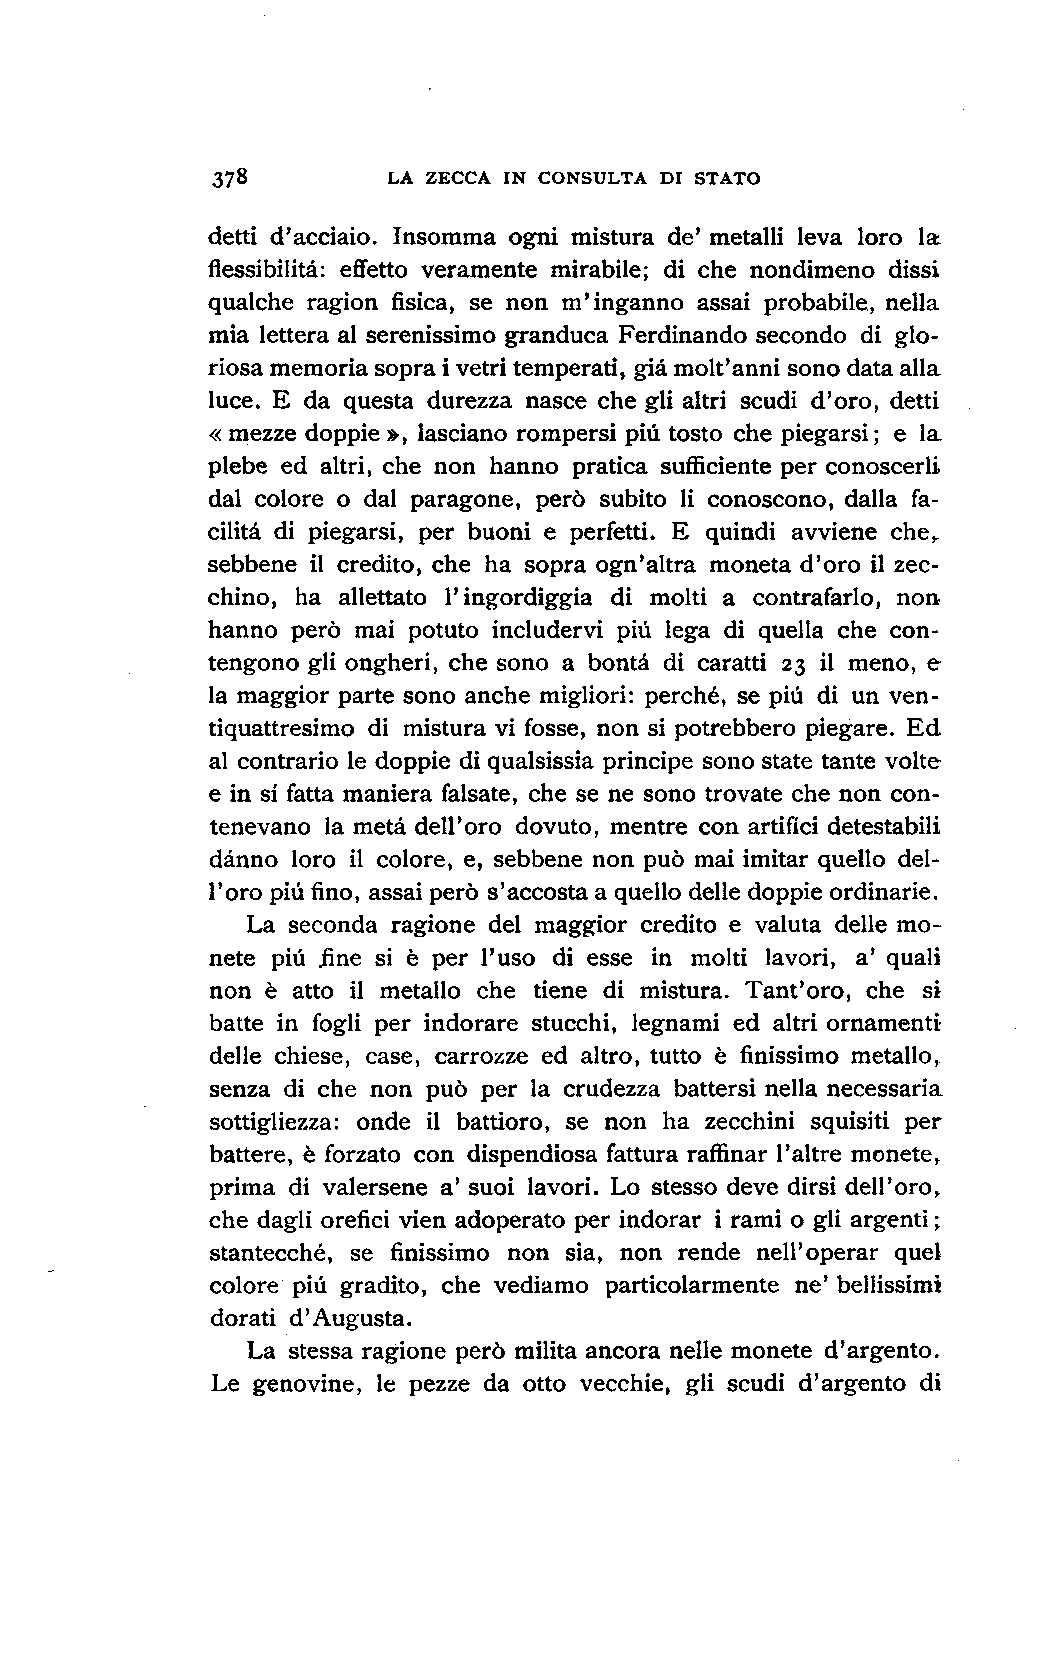 378 LA ZECCA IN CONSULTA DI STATO
detti d'acciaio. Insomma ogni mistura de' metalli leva loro la
flessibilitá: effetto veramente mirabile; di che nondimeno dissi
qualche ragion fisica, se non m'inganno assai probabile, nella
mia lettera al serenissimo granduca Ferdinando secondo di glo-
riosa memoria sopra i vetri temperati, giá molt'anni sono data alla
luce. E da questa durezza nasce che gli altri scudi d'oro, detti
« mezze doppie », lasciano rompersi piú tosto che piegarsi; e la
plebe ed altri, che non hanno pratica sufficiente per conoscerli
dal colore o dal paragone, però subito li conoscono, dalla fa-
cilitá di piegarsi, per buoni e perfetti. E quindi avviene che,
sebbene il credito, che ha sopra ogn'altra moneta d'oro il zec-
chino, ha allettato l'ingordiggia di molti a contrafarlo, non
hanno però mai potuto includervi piú lega di quella che con-
tengono gli ongheri, che sono a bontá di caratti 23 il meno, e
la maggior parte sono anche migliori: perché, se piú di un ven-
tiquattresimo di mistura vi fosse, non si potrebbero piegare. Ed
al contrario le doppie di qualsissia principe sono state tante volte
e in sí fatta maniera falsate, che se ne sono trovate che non con-
tenevano la metá dell'oro dovuto, mentre con artifici detestabili
dánno loro il colore, e, sebbene non può mai imitar quello del-
l'oro piú fino, assai però s'accosta a quello delle doppie ordinarie.
La seconda ragione del maggior credito e valuta delle mo-
nete piú fine si è per l'uso di esse in molti lavori, a' quali
non è atto il metallo che tiene di mistura. Tant'oro, che si
batte in fogli per indorare stucchi, legnami ed altri ornamenti
delle chiese, case, carrozze ed altro, tutto è finissimo metallo,
senza di che non può per la crudezza battersi nella necessaria
sottigliezza: onde il battioro, se non ha zecchini squisiti per
battere, è forzato con dispendiosa fattura raffinar l'altre monete,
prima di valersene a' suoi lavori. Lo stesso deve dirsi dell'oro,
che dagli orefici vien adoperato per indorar i rami o gli argenti;
stantecché, se finissimo non sia, non rende nell'operar quel
colore piú gradito, che vediamo particolarmente ne' bellissimi
dorati d'Augusta.
La stessa ragione però milita ancora nelle monete d'argento.
Le genovine, le pezze da otto vecchie, gli scudi d'argento di